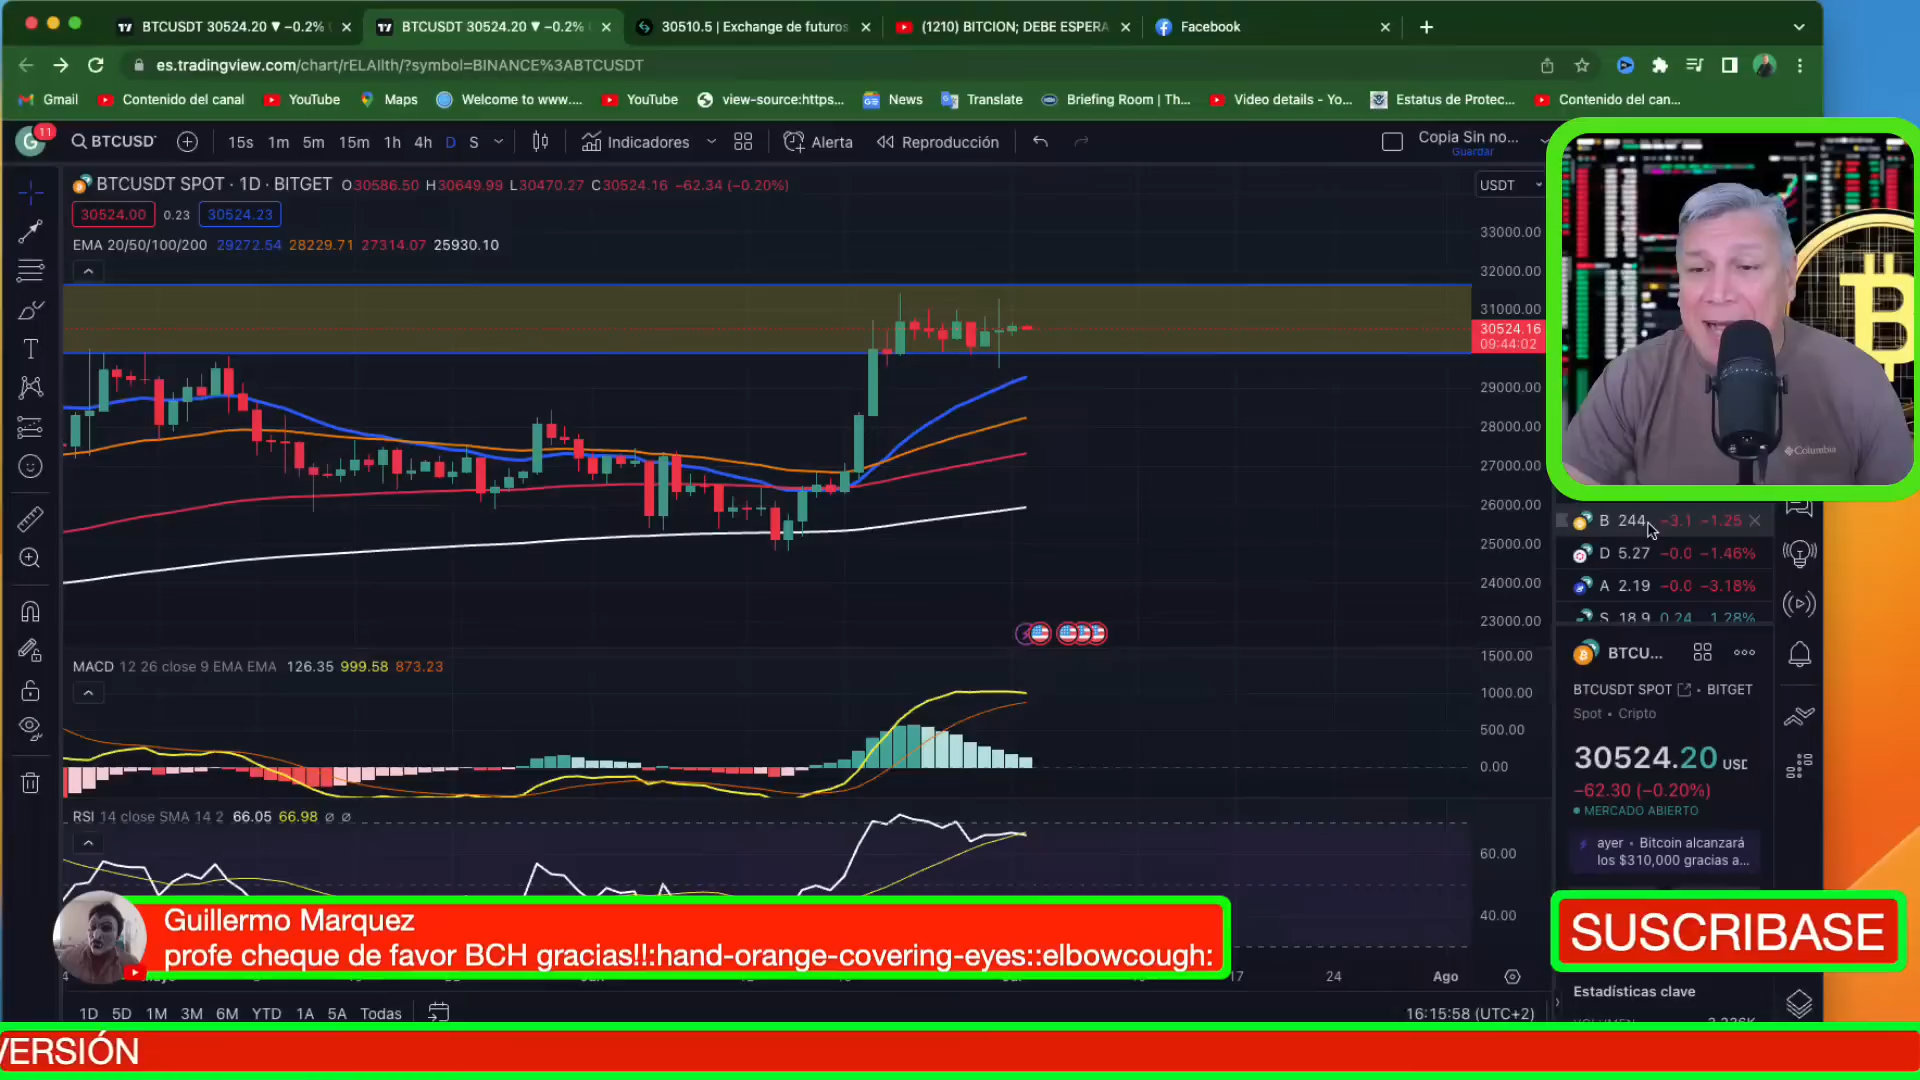 BTCUSDT 30524.20 ▼ −0.2%
BTCUSDT 30524.20 ▼ −0.2%
30510.5 | Exchange de futuros
(1210) BITCION; DEBE ESPERA
Facebook
es.tradingview.com/chart/rELAllth/?symbol=BINANCE%3ABTCUSDT
Gmail
Contenido del canal
YouTube
Maps
Welcome to www....
YouTube
view-source:https...
News
Translate
Briefing Room | Th...
Video details - Yo...
Estatus de Protec...
Contenido del can...
G
11
BTCUSD
15s 1m 5m 15m 1h 4h D S
Indicadores
Alerta
Reproducción
Copia Sin no...
Guardar
BTCUSDT SPOT · 1D · BITGET O30586.50 H30649.99 L30470.27 C30524.16 −62.34 (−0.20%)
USDT
30524.00 0.23 30524.23
EMA 20/50/100/200 29272.54 28229.71 27314.07 25930.10
33000.00
32000.00
31000.00
30524.16
09:44:02
29000.00
28000.00
27000.00
26000.00
25000.00
24000.00
23000.00
Columbia
B 244. −3.1 −1.25
D 5.27 −0.0 −1.46%
A 2.19 −0.0 −3.18%
S 18.9 0.24 1.28%
MACD 12 26 close 9 EMA EMA 126.35 999.58 873.23
1500.00
1000.00
500.00
0.00
BTCU...
BTCUSDT SPOT • BITGET
Spot • Cripto
30524.20 USD
−62.30 (−0.20%)
MERCADO ABIERTO
ayer • Bitcoin alcanzará
los $310,000 gracias a...
RSI 14 close SMA 14 2 66.05 66.98 ∅ ∅
60.00
40.00
Guillermo Marquez
profe cheque de favor BCH gracias!!:hand-orange-covering-eyes::elbowcough:
SUSCRIBASE
17 24 Ago
Estadísticas clave
1D 5D 1M 3M 6M YTD 1A 5A Todas
16:15:58 (UTC+2)
VERSIÓN